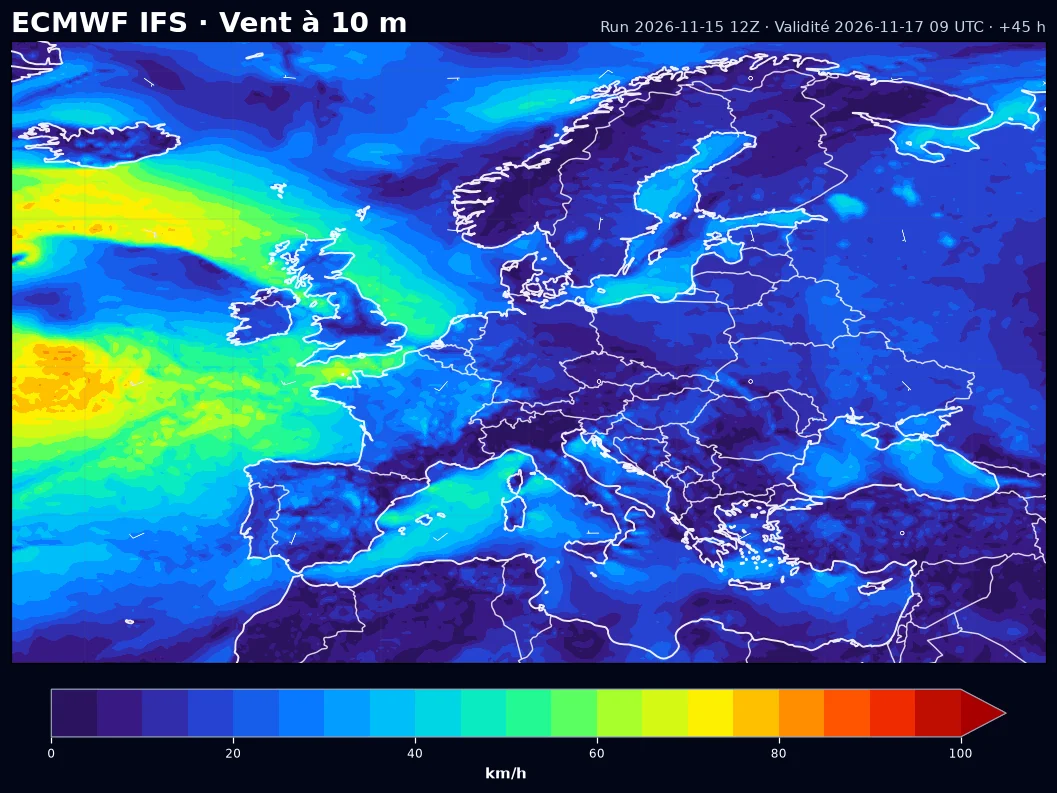 ECMWF IFS · Vent à 10 m
Run 2026-11-15 12Z · Validité 2026-11-17 09 UTC · +45 h
0 20 40 60 80 100
km/h